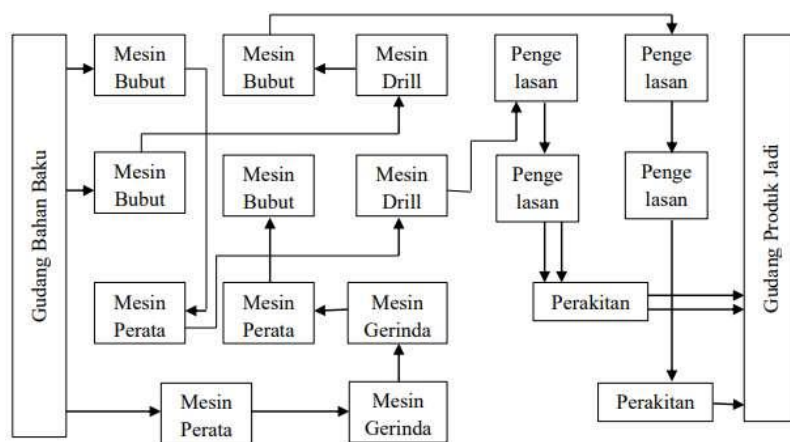 Gudang Bahan Baku
Mesin
Bubut
Mesin
Bubut
Mesin
Drill
Penge
lasan
Penge
lasan
Mesin
Bubut
Mesin
Bubut
Mesin
Drill
Penge
lasan
Penge
lasan
Mesin
Perata
Mesin
Perata
Mesin
Gerinda
Perakitan
Mesin
Perata
Mesin
Gerinda
Perakitan
Gudang Produk Jadi